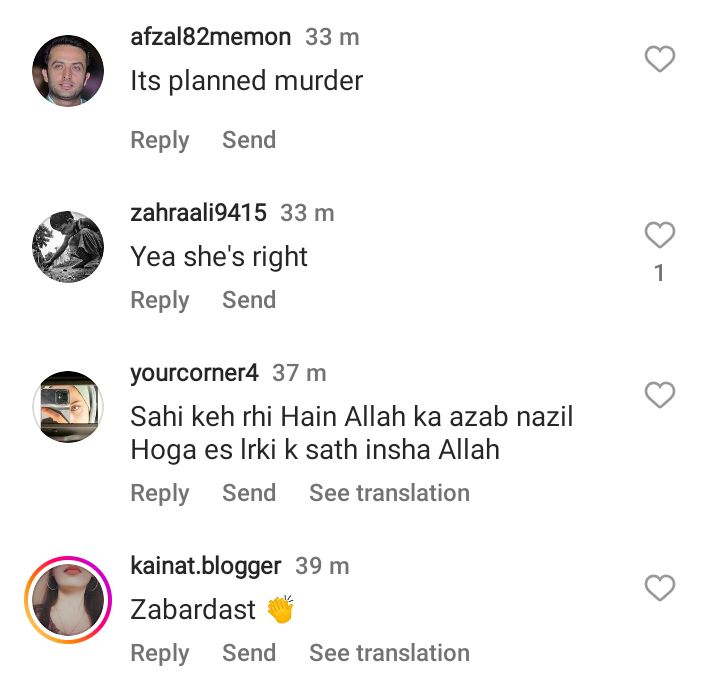 afzal82memon 33 m
Its planned murder
Reply Send
zahraali9415 33 m
Yea she's right
1
Reply Send
yourcorner4 37 m
Sahi keh rhi Hain Allah ka azab nazil
Hoga es lrki k sath insha Allah
Reply Send See translation
kainat.blogger 39 m
Zabardast 👏
Reply Send See translation